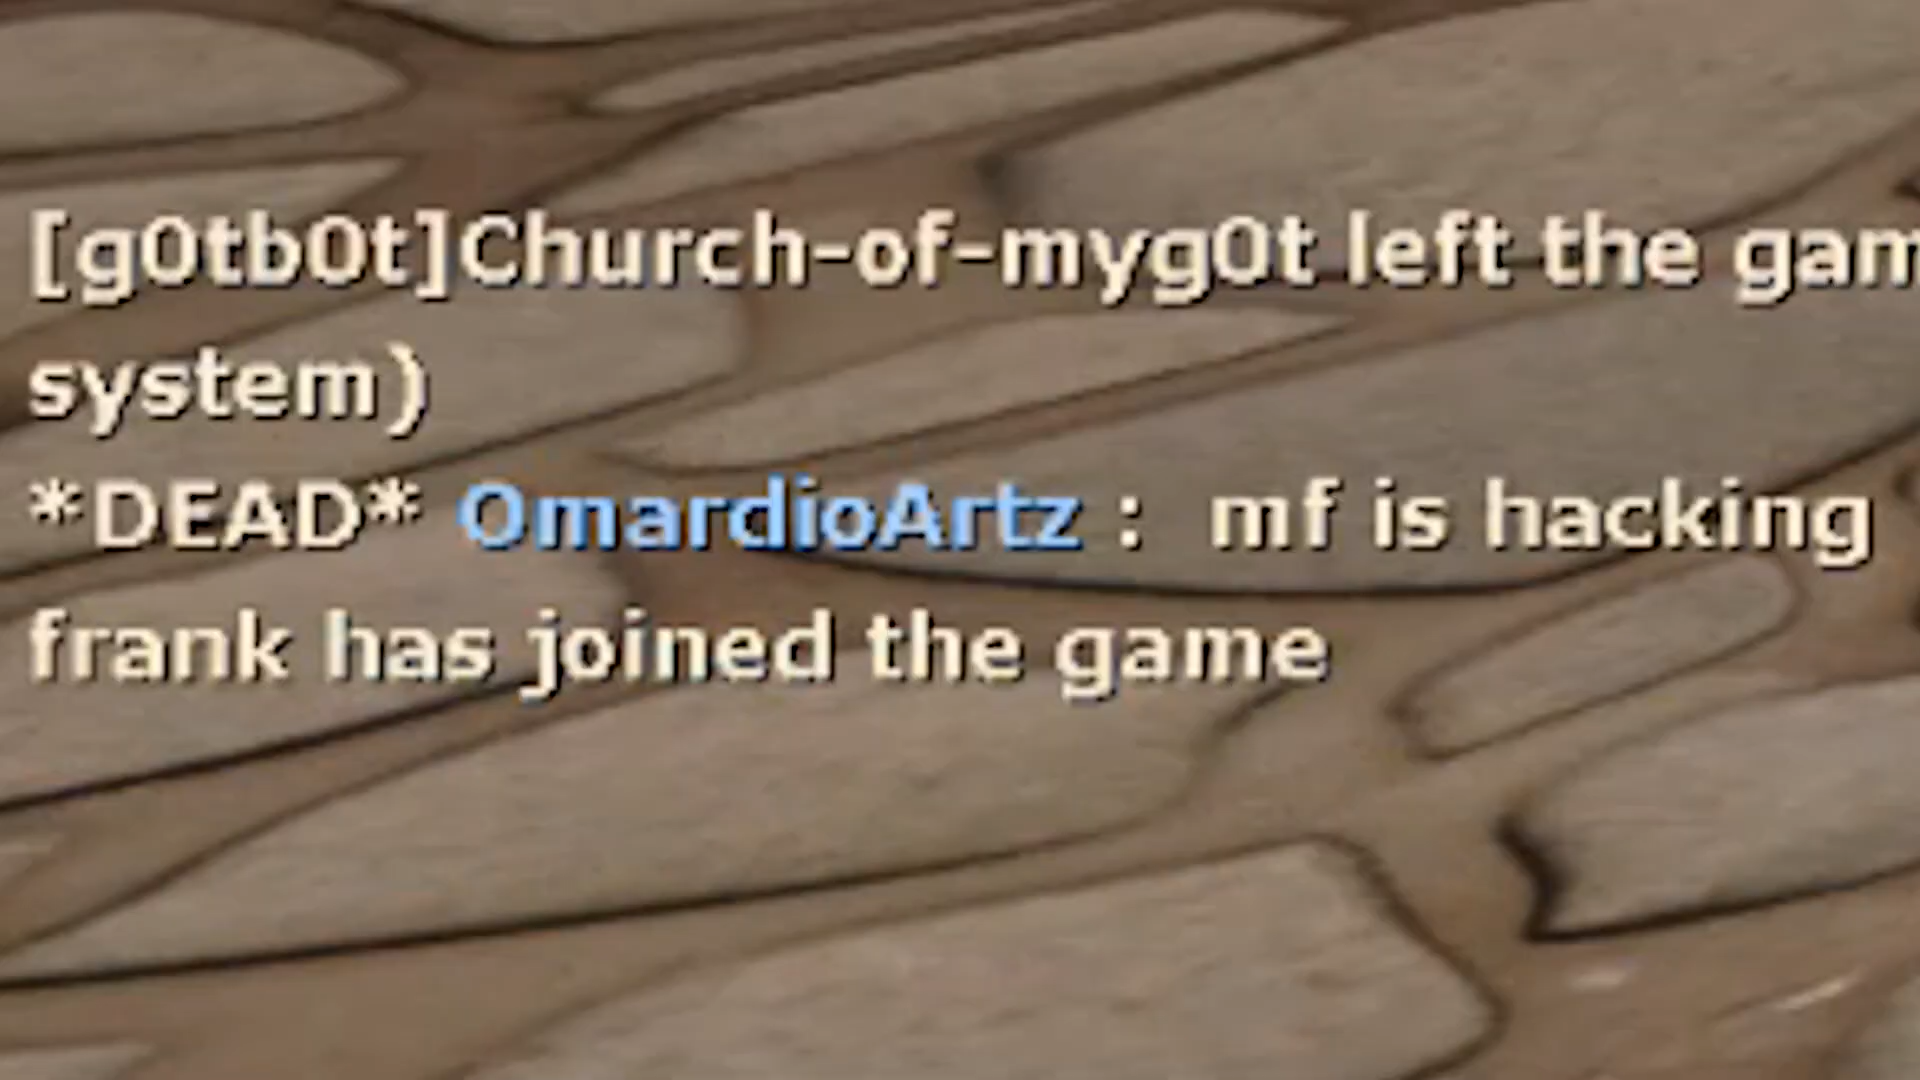 [g0tb0t]Church-of-myg0t left the gam
system)
*DEAD* OmardioArtz :  mf is hacking
frank has joined the game